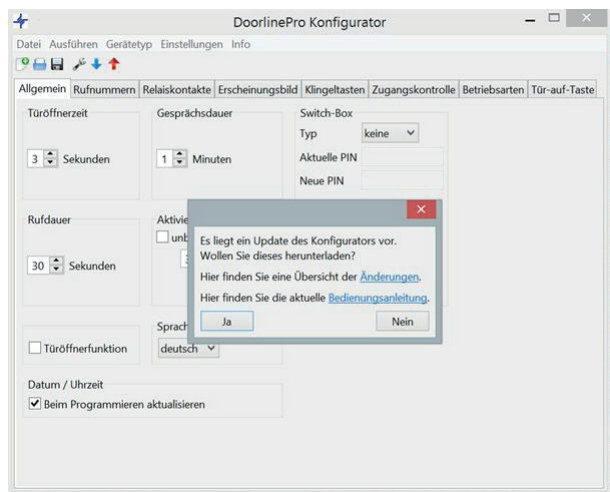 DoorlinePro Konfigurator
Datei Ausführen Gerätetyp Einstellungen Info
Allgemein Rufnummern Relaiskontakte Erscheinungsbild Klingeltasten Zugangskontrolle Betriebsarten Tür-auf-Taste
Türöffnerzeit Gesprächsdauer Switch-Box
Typ keine
3 Sekunden 1 Minuten Aktuelle PIN
Neue PIN
Rufdauer Aktivie
unb
Es liegt ein Update des Konfigurators vor.
Wollen Sie dieses herunterladen?
30 Sekunden
Hier finden Sie eine Übersicht der Änderungen.
Hier finden Sie die aktuelle Bedienungsanleitung.
Ja Nein
Sprach
Türöffnerfunktion deutsch
Datum / Uhrzeit
Beim Programmieren aktualisieren